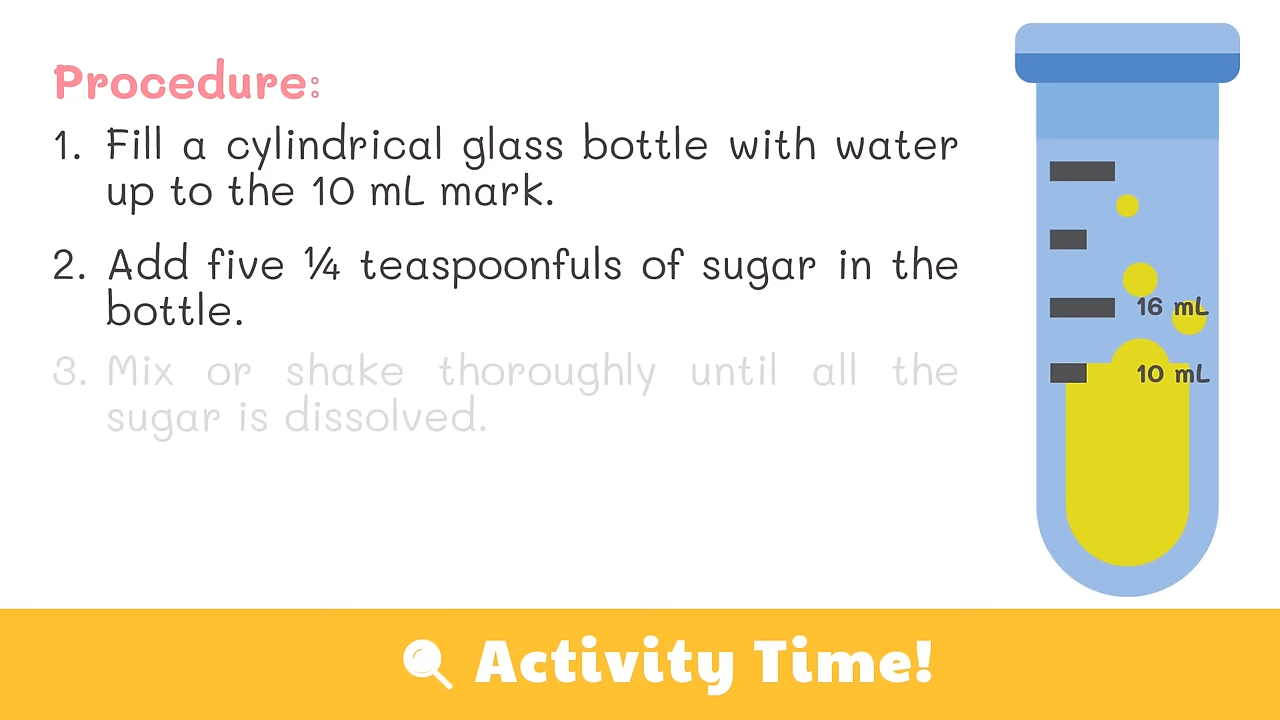 Procedure:
1. Fill a cylindrical glass bottle with water
up to the 10 mL mark.
2. Add five ¼ teaspoonfuls of sugar in the
bottle.
3. Mix or shake thoroughly until all the
sugar is dissolved.
16 mL
10 mL
Activity Time!